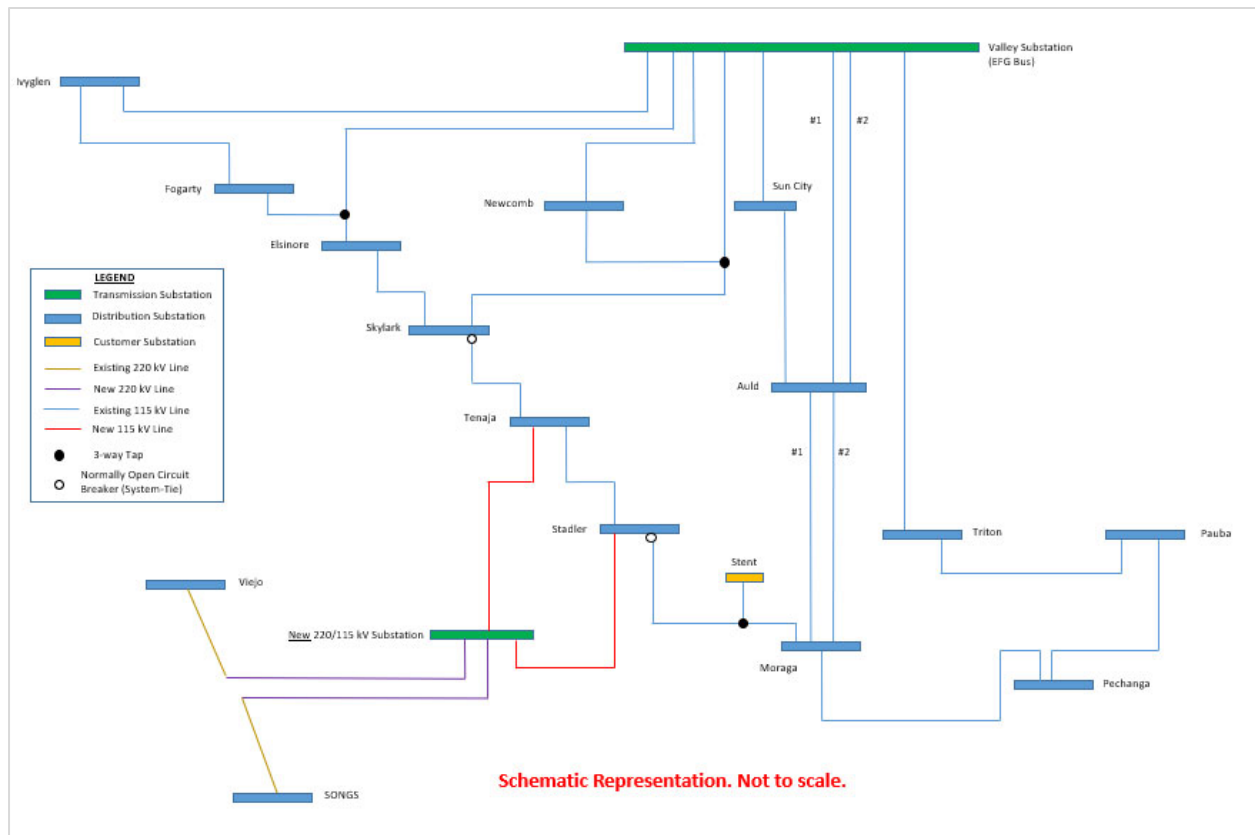 Valley Substation
(EFG Bus)
Ivyglen
#1
#2
Fogarty
Sun City
Newcomb
Elsinore
LEGEND
Transmission Substation
Distribution Substation
Customer Substation
Existing 220 kV Line
New 220 kV Line
Existing 115 kV Line
New 115 kV Line
3-way Tap
Normally Open Circuit
Breaker (System-Tie)
Skylark
Auld
Tenaja
#1
#2
Stadler
Triton
Pauba
Stent
Viejo
New 220/115 kV Substation
Moraga
Pechanga
Schematic Representation. Not to scale.
SONGS